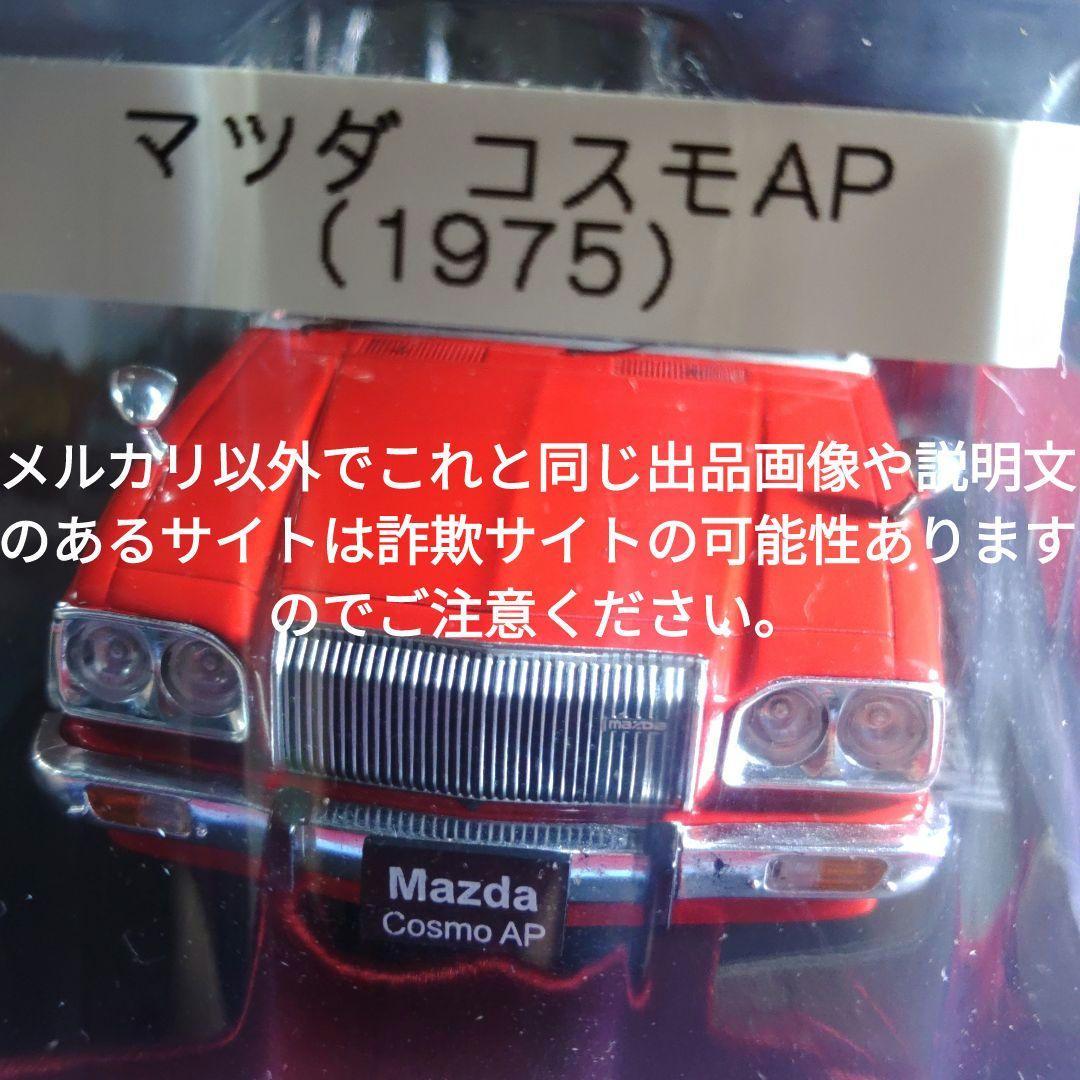 マツダ コスモAP
(1975)
メルカリ以外でこれと同じ出品画像や説明文
のあるサイトは詐欺サイトの可能性あります
のでご注意ください。
mazda
Mazda
Cosmo AP